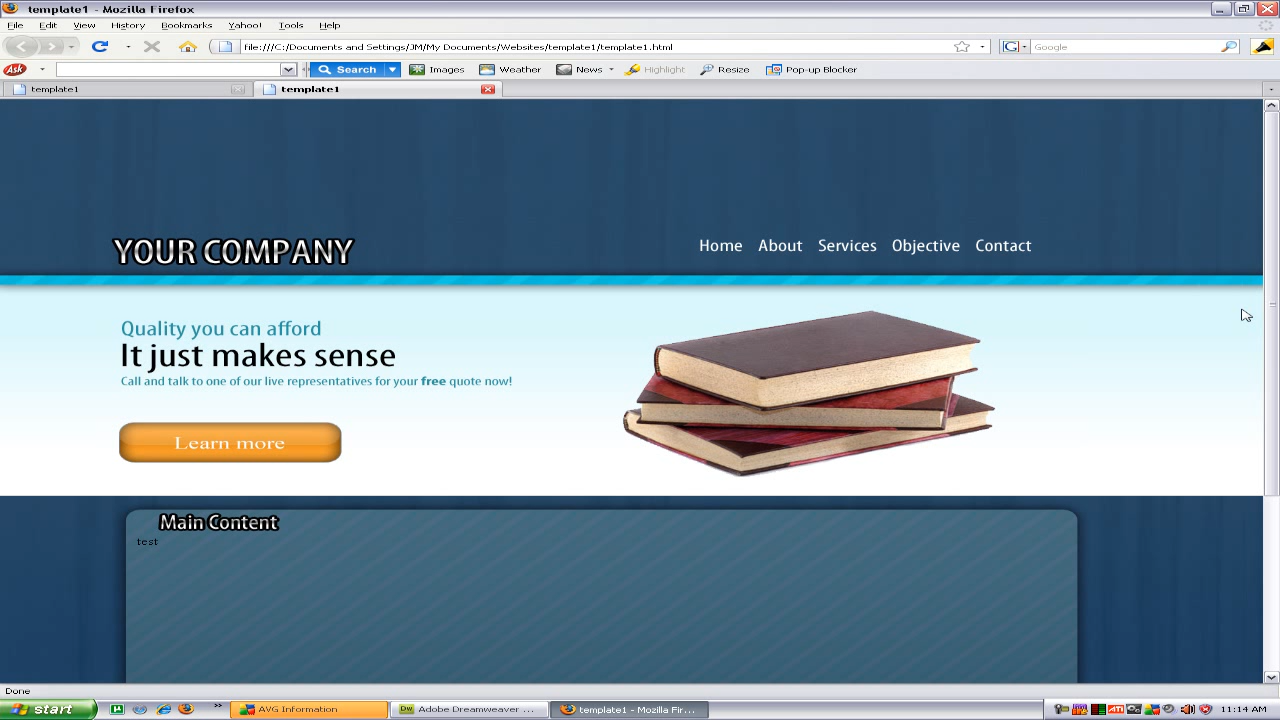 template1 - Mozilla Firefox
File Edit View History Bookmarks Yahoo! Tools Help
file:///C:/Documents and Settings/JM/My Documents/Websites/template1/template1.html
Google
Ask Search Images Weather News Highlight Resize Pop-up Blocker
template1 template1
YOUR COMPANY
Home About Services Objective Contact
Quality you can afford
It just makes sense
Call and talk to one of our live representatives for your free quote now!
Learn more
Main Content
test
Done
start AVG Information Adobe Dreamweaver ... template1 - Mozilla Fir... 11:14 AM